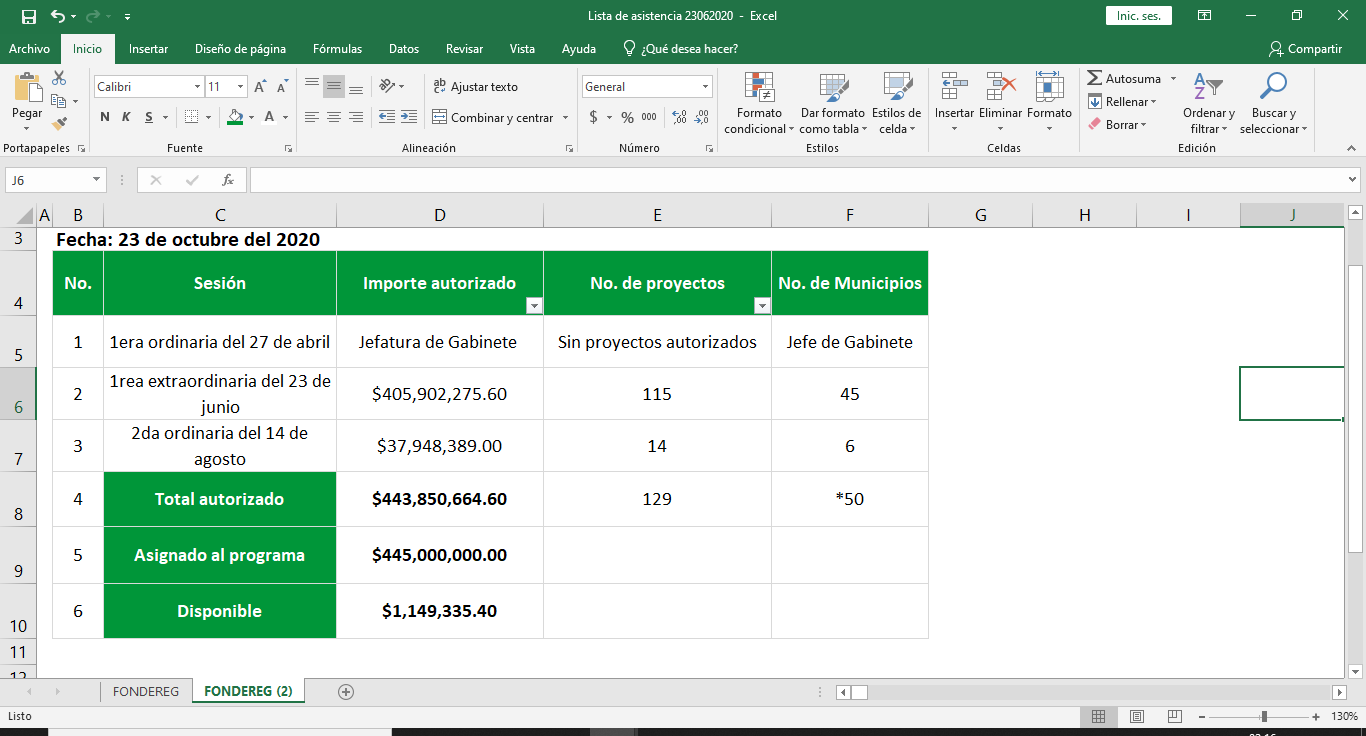 Lista de asistencia 23062020 - Excel
Inic. ses.
Archivo Inicio Insertar Diseño de página Fórmulas Datos Revisar Vista Ayuda ¿Qué desea hacer? Compartir
Pegar
Portapapeles
Calibri 11
N K S A
Fuente
ab Ajustar texto
Combinar y centrar
Alineación
General
$ % 000
Número
Formato condicional
Dar formato como tabla
Estilos de celda
Estilos
Insertar Eliminar Formato
Celdas
Autosuma
Rellenar
Borrar
Ordenar y filtrar
Buscar y seleccionar
Edición
J6 fx
A B C D E F G H I J
3 Fecha: 23 de octubre del 2020
4 No. Sesión Importe autorizado No. de proyectos No. de Municipios
5 1 1era ordinaria del 27 de abril Jefatura de Gabinete Sin proyectos autorizados Jefe de Gabinete
6 2 1rea extraordinaria del 23 de junio $405,902,275.60 115 45
7 3 2da ordinaria del 14 de agosto $37,948,389.00 14 6
8 4 Total autorizado $443,850,664.60 129 *50
9 5 Asignado al programa $445,000,000.00
10 6 Disponible $1,149,335.40
11
12
FONDEREG FONDEREG (2)
Listo 130%